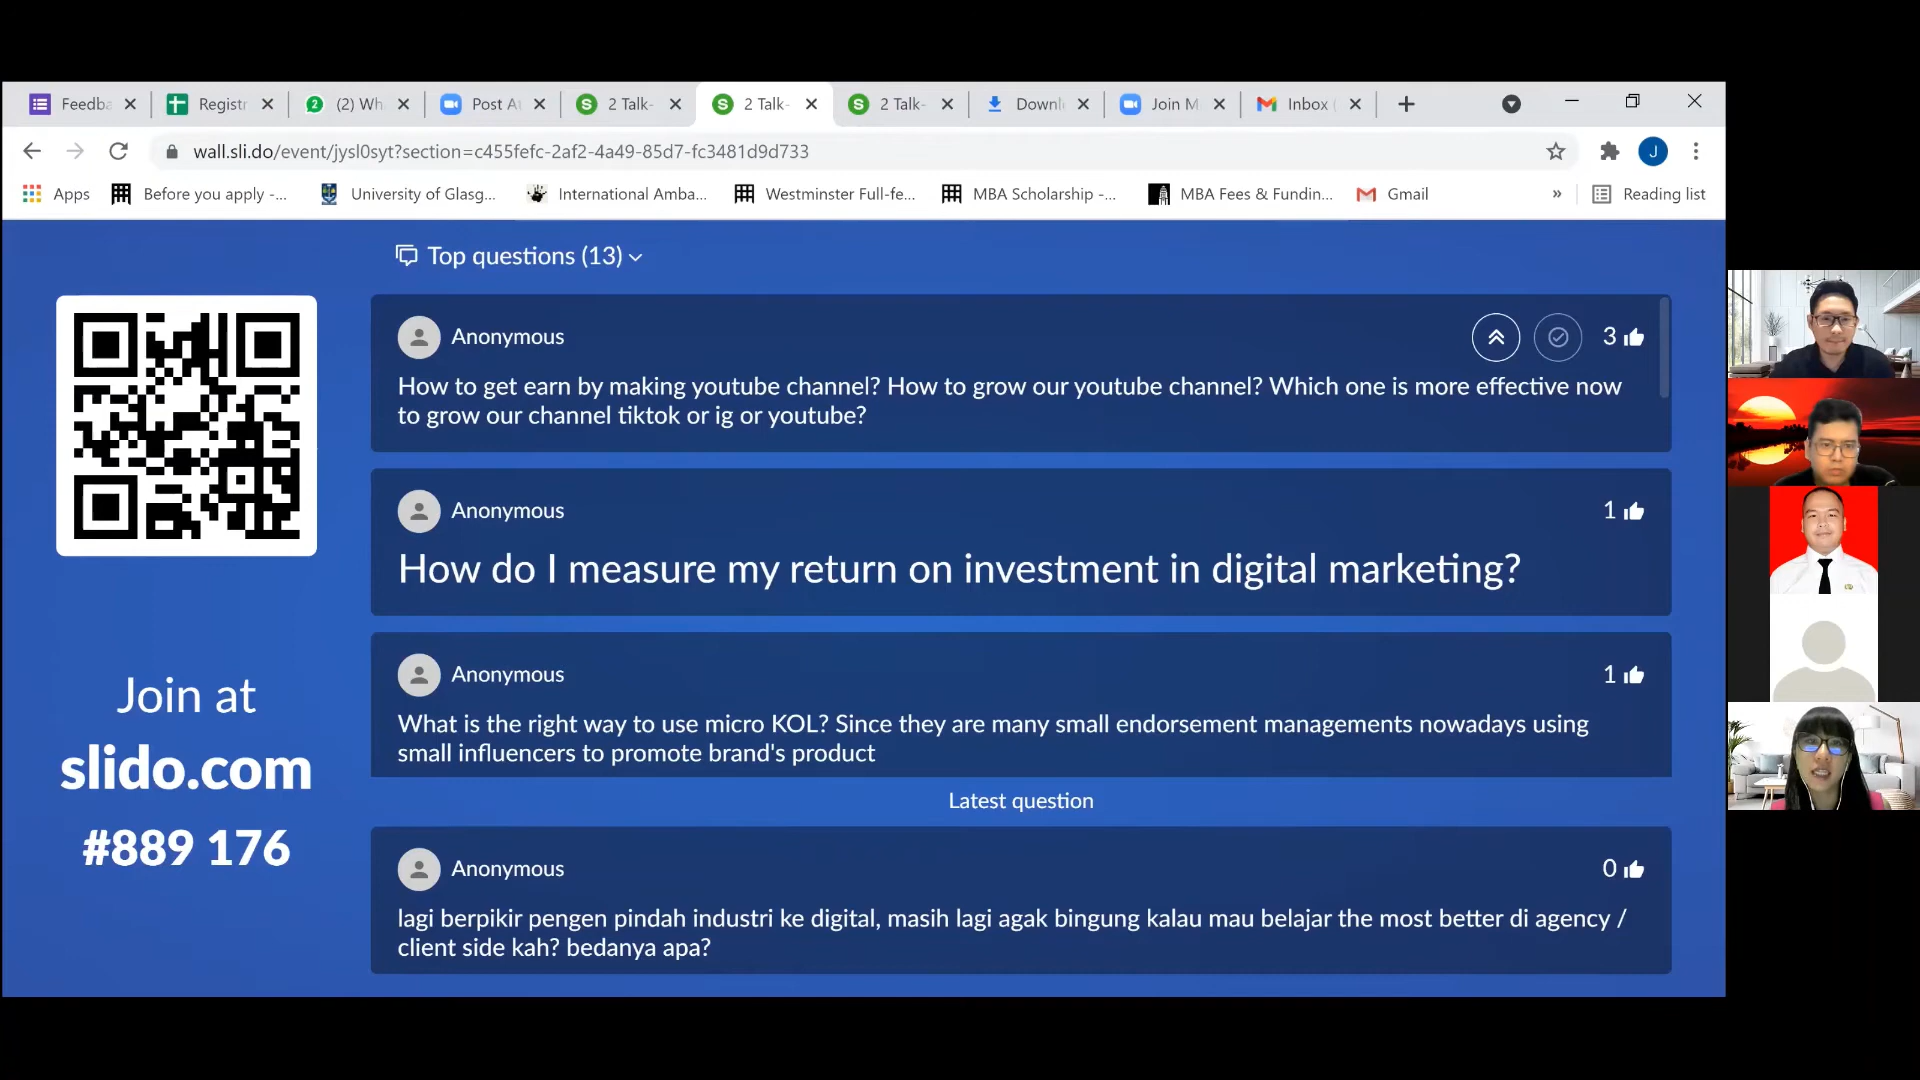 Feedba
Registr
2
(2) Wh
Post A
2 Talk-
2 Talk-
2 Talk-
Downl
Join M
Inbox (
wall.sli.do/event/jysl0syt?section=c455fefc-2af2-4a49-85d7-fc3481d9d733
J
Apps
Before you apply -...
University of Glasg...
International Amba...
Westminster Full-fe...
MBA Scholarship -...
MBA Fees & Fundin...
Gmail
»
Reading list
Top questions (13)
Anonymous
3
How to get earn by making youtube channel? How to grow our youtube channel? Which one is more effective now
to grow our channel tiktok or ig or youtube?
Anonymous
1
How do I measure my return on investment in digital marketing?
Anonymous
1
What is the right way to use micro KOL? Since they are many small endorsement managements nowadays using
small influencers to promote brand's product
Latest question
Anonymous
0
lagi berpikir pengen pindah industri ke digital, masih lagi agak bingung kalau mau belajar the most better di agency /
client side kah? bedanya apa?
Join at
slido.com
#889 176